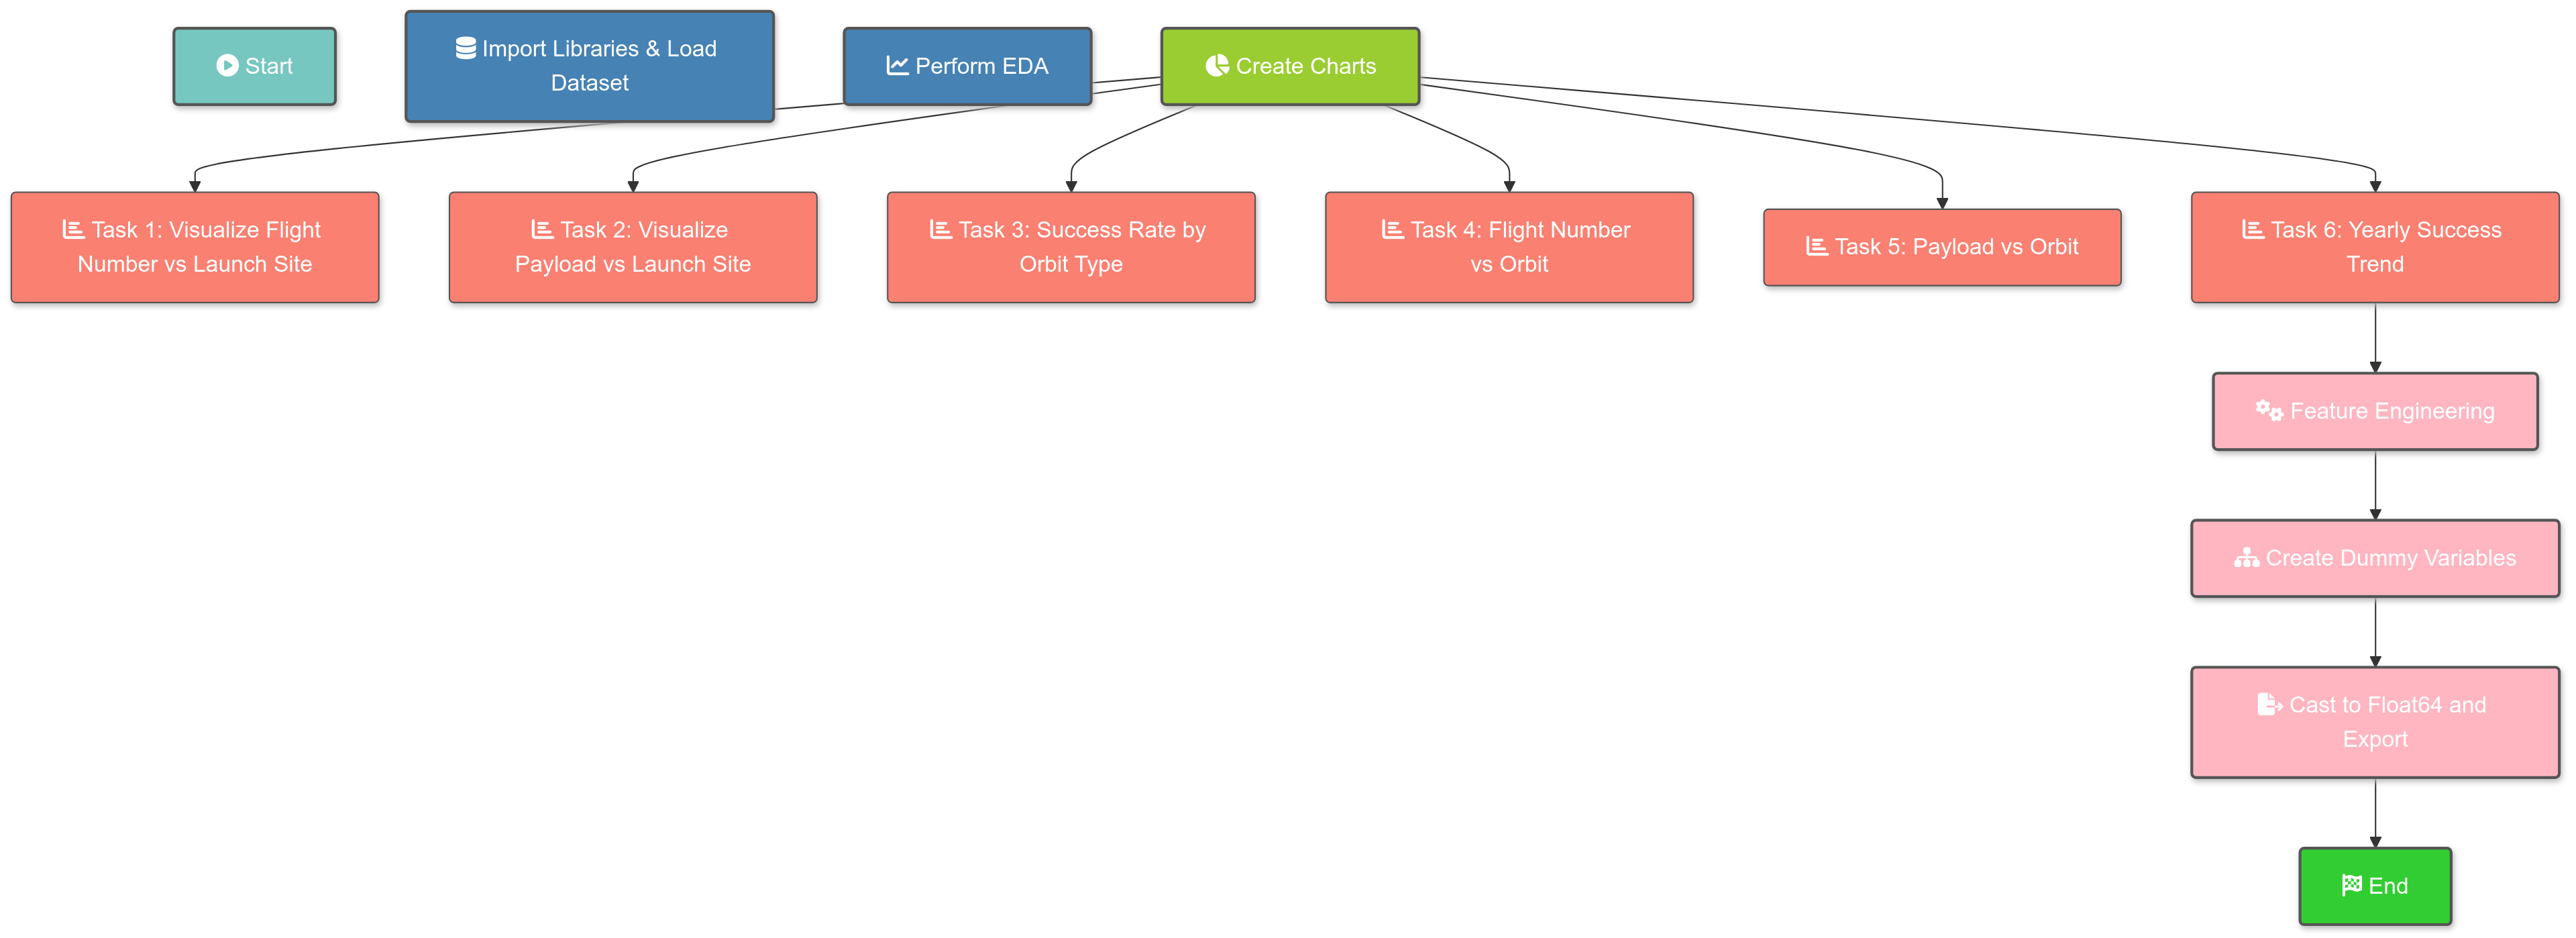 Start
Import Libraries & Load
Dataset
Perform EDA
Create Charts
Task 1: Visualize Flight
Number vs Launch Site
Task 2: Visualize
Payload vs Launch Site
Task 3: Success Rate by
Orbit Type
Task 4: Flight Number
vs Orbit
Task 5: Payload vs Orbit
Task 6: Yearly Success
Trend
Feature Engineering
Create Dummy Variables
Cast to Float64 and
Export
End